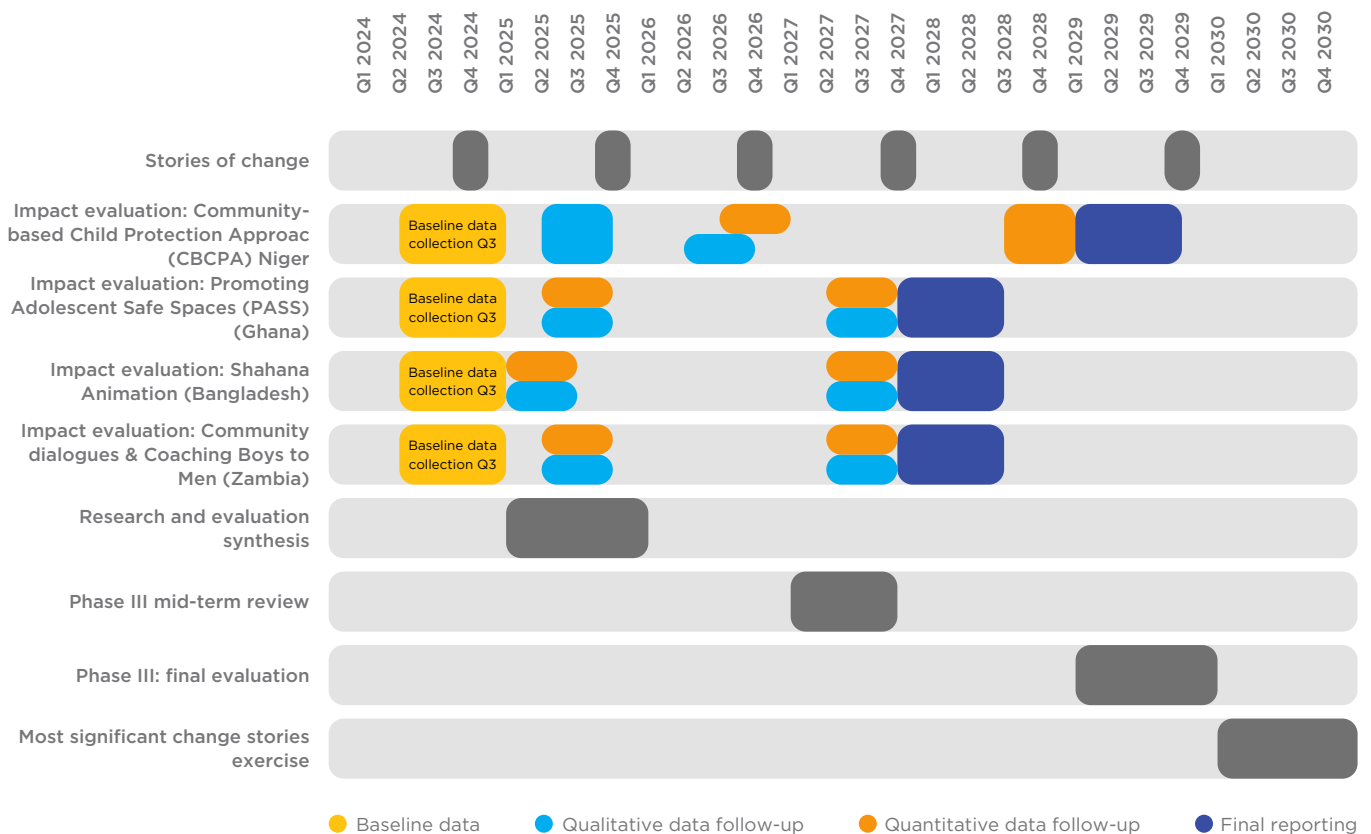 Q1 2024
Q2 2024
Q3 2024
Q4 2024
Q1 2025
Q2 2025
Q3 2025
Q4 2025
Q1 2026
Q2 2026
Q3 2026
Q4 2026
Q1 2027
Q2 2027
Q3 2027
Q4 2027
Q1 2028
Q2 2028
Q3 2028
Q4 2028
Q1 2029
Q2 2029
Q3 2029
Q4 2029
Q1 2030
Q2 2030
Q3 2030
Q4 2030
Stories of change
Impact evaluation: Community-
based Child Protection Approac
(CBCPA) Niger
Baseline data
collection Q3
Impact evaluation: Promoting
Adolescent Safe Spaces (PASS)
(Ghana)
Baseline data
collection Q3
Impact evaluation: Shahana
Animation (Bangladesh)
Baseline data
collection Q3
Impact evaluation: Community
dialogues & Coaching Boys to
Men (Zambia)
Baseline data
collection Q3
Research and evaluation
synthesis
Phase III mid-term review
Phase III: final evaluation
Most significant change stories
exercise
Baseline data
Qualitative data follow-up
Quantitative data follow-up
Final reporting